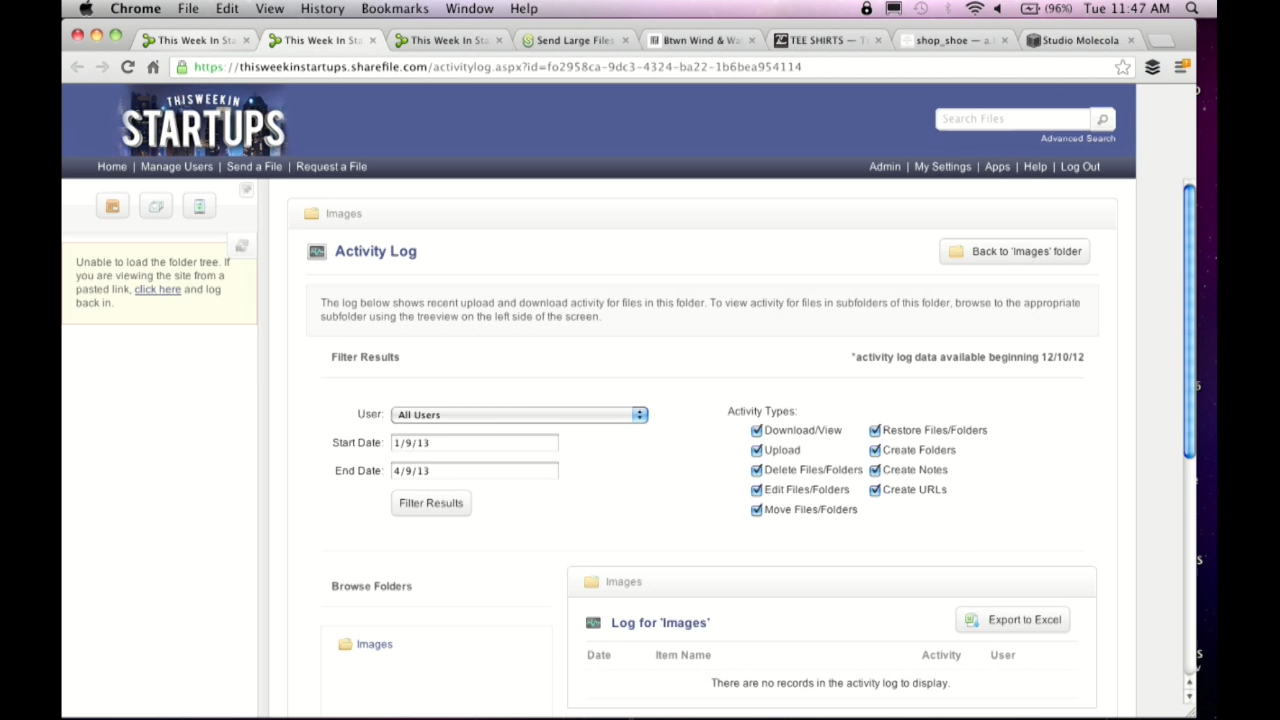 Chrome File Edit View History Bookmarks Window Help (96%) Tue 11:47 AM
This Week In Sta This Week In Sta This Week In Sta Send Large Files Btwn Wind & Wa TEE SHIRTS — shop_shoe — a. Studio Molecola
https://thisweekinstartups.sharefile.com/activitylog.aspx?id=fo2958ca-9dc3-4324-ba22-1b6bea954114
THISWEEKIN
STARTUPS
Search Files
Advanced Search
Home | Manage Users | Send a File | Request a File
Admin | My Settings | Apps | Help | Log Out
Unable to load the folder tree. If
you are viewing the site from a
pasted link, click here and log
back in.
Images
Activity Log
Back to 'Images' folder
The log below shows recent upload and download activity for files in this folder. To view activity for files in subfolders of this folder, browse to the appropriate
subfolder using the treeview on the left side of the screen.
Filter Results
*activity log data available beginning 12/10/12
User: All Users
Start Date: 1/9/13
End Date: 4/9/13
Filter Results
Activity Types:
Download/View Restore Files/Folders
Upload Create Folders
Delete Files/Folders Create Notes
Edit Files/Folders Create URLs
Move Files/Folders
Browse Folders
Images
Images
Log for 'Images'
Export to Excel
Date Item Name Activity User
There are no records in the activity log to display.